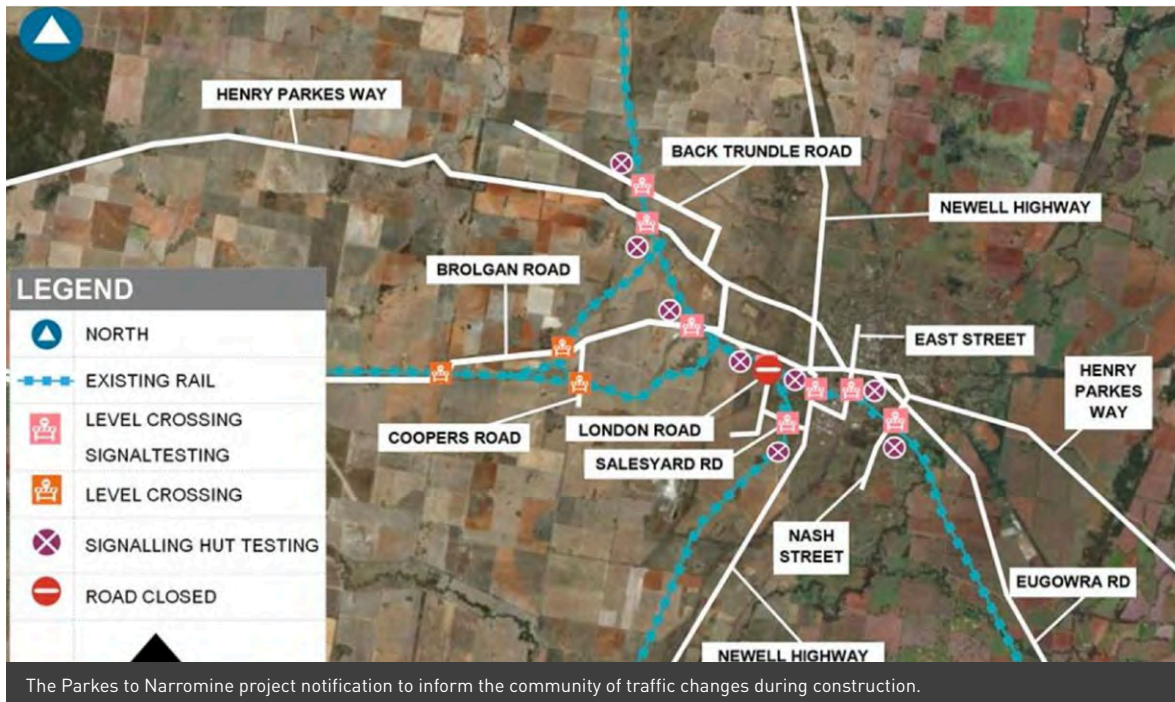 HENRY PARKES WAY
BACK TRUNDLE ROAD
NEWELL HIGHWAY
BROLGAN ROAD
EAST STREET
HENRY
PARKES
WAY
COOPERS ROAD
LONDON ROAD
SALESYARD RD
NASH
STREET
EUGOWRA RD
NEWELL HIGHWAY
LEGEND
NORTH
EXISTING RAIL
LEVEL CROSSING
SIGNALTESTING
LEVEL CROSSING
SIGNALLING HUT TESTING
ROAD CLOSED
The Parkes to Narromine project notification to inform the community of traffic changes during construction.